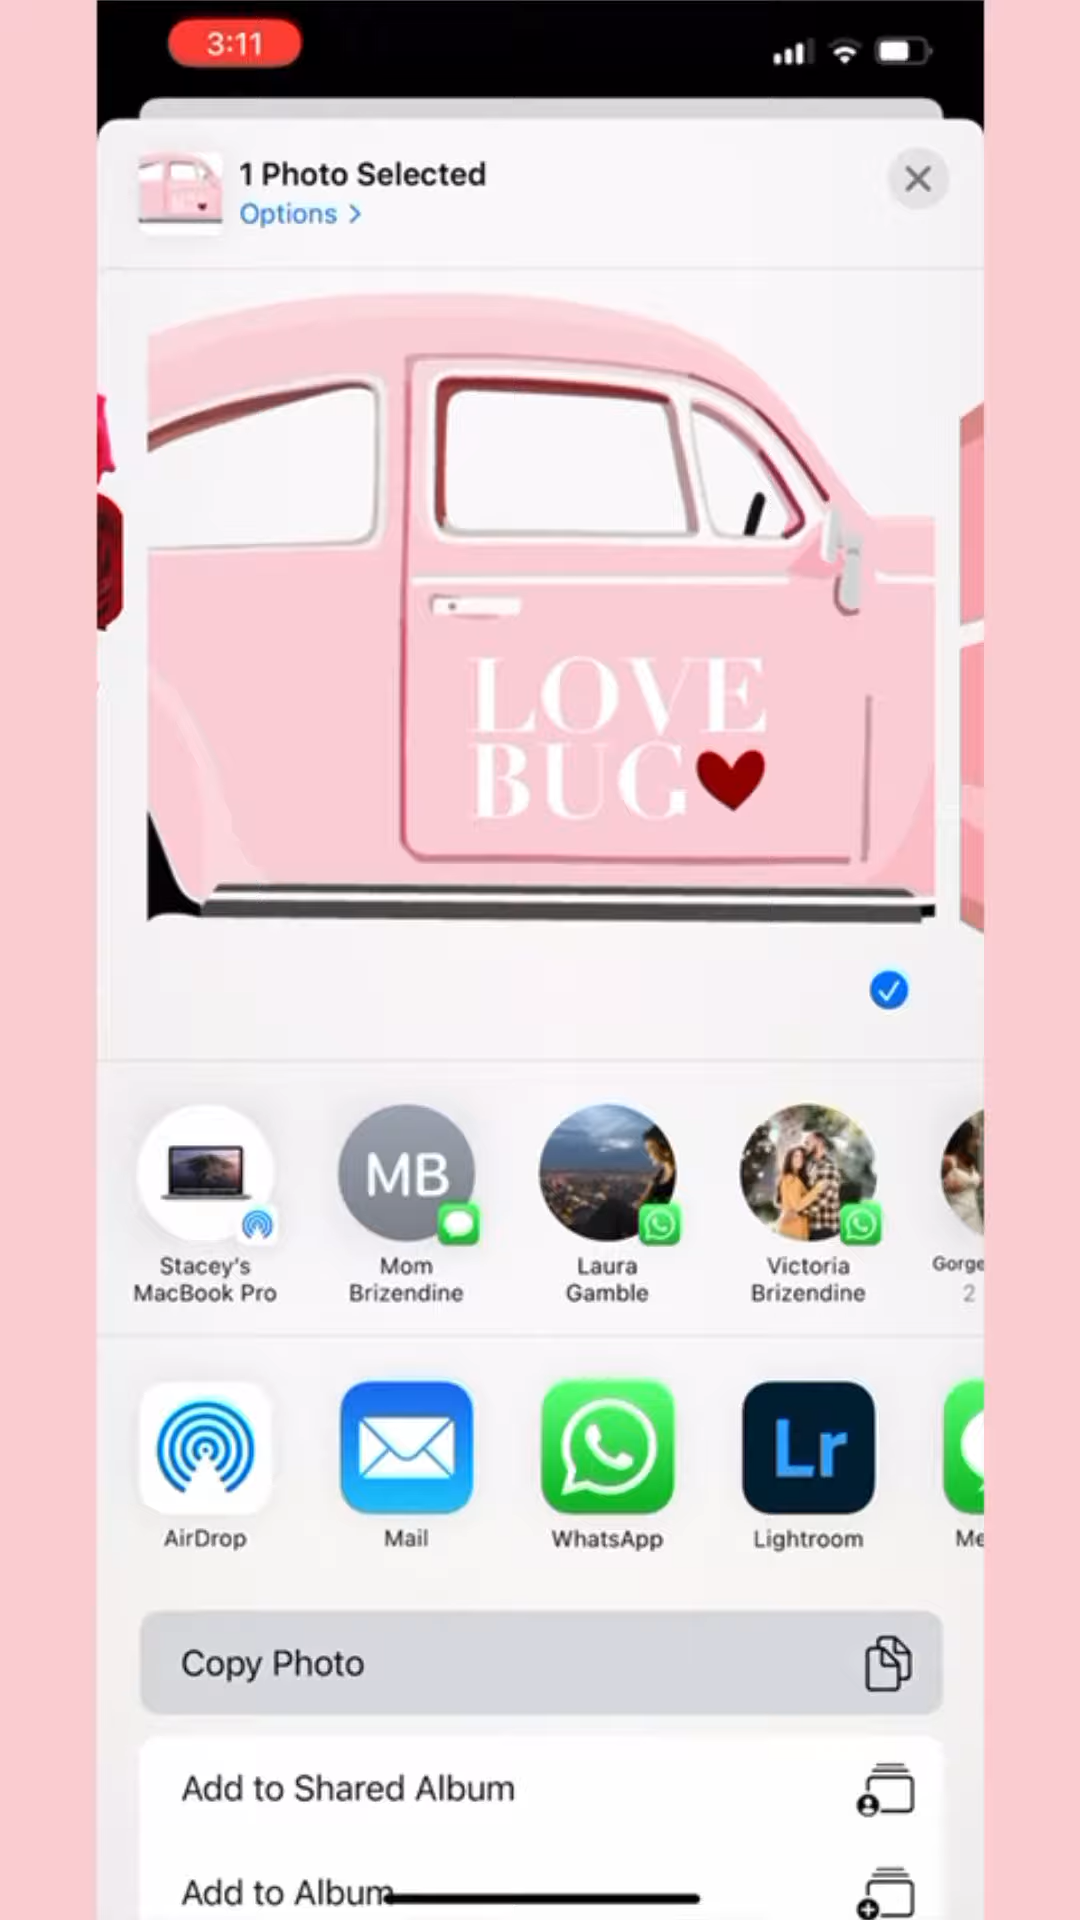 3:11
1 Photo Selected
Options >
LOVE
BUG
MB
Stacey's
MacBook Pro
Mom
Brizendine
Laura
Gamble
Victoria
Brizendine
2
Lr
AirDrop
Mail
WhatsApp
Lightroom
Copy Photo
Add to Shared Album
Add to Album